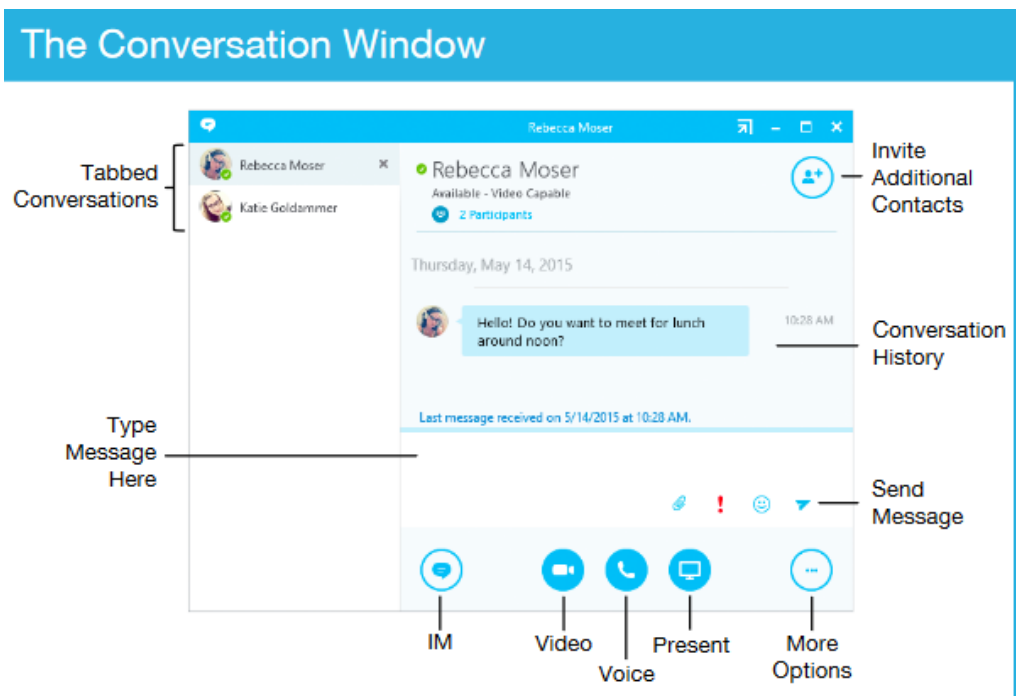 The Conversation Window
Rebecca Moser
Tabbed
Conversations
Rebecca Moser
Katie Goldammer
Rebecca Moser
Available - Video Capable
2 Participants
Invite
Additional
Contacts
Thursday, May 14, 2015
Hello! Do you want to meet for lunch
around noon?
10:28 AM
Conversation
History
Last message received on 5/14/2015 at 10:28 AM.
Type
Message
Here
Send
Message
IM
Video
Voice
Present
More
Options